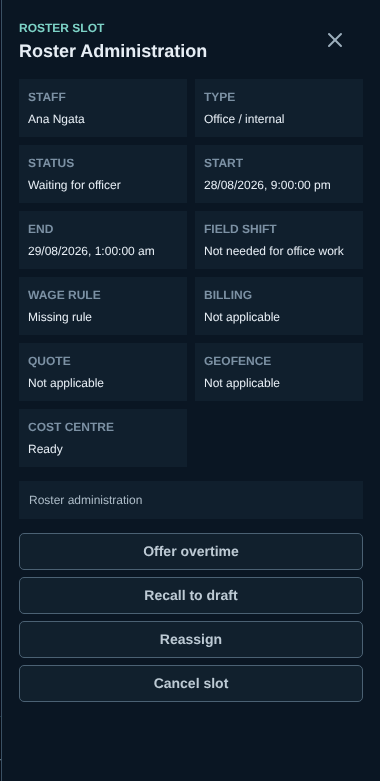 ROSTER SLOT
Roster Administration
STAFF
Ana Ngata
TYPE
Office / internal
STATUS
Waiting for officer
START
28/08/2026, 9:00:00 pm
END
29/08/2026, 1:00:00 am
FIELD SHIFT
Not needed for office work
WAGE RULE
Missing rule
BILLING
Not applicable
QUOTE
Not applicable
GEOFENCE
Not applicable
COST CENTRE
Ready
Roster administration
Offer overtime
Recall to draft
Reassign
Cancel slot